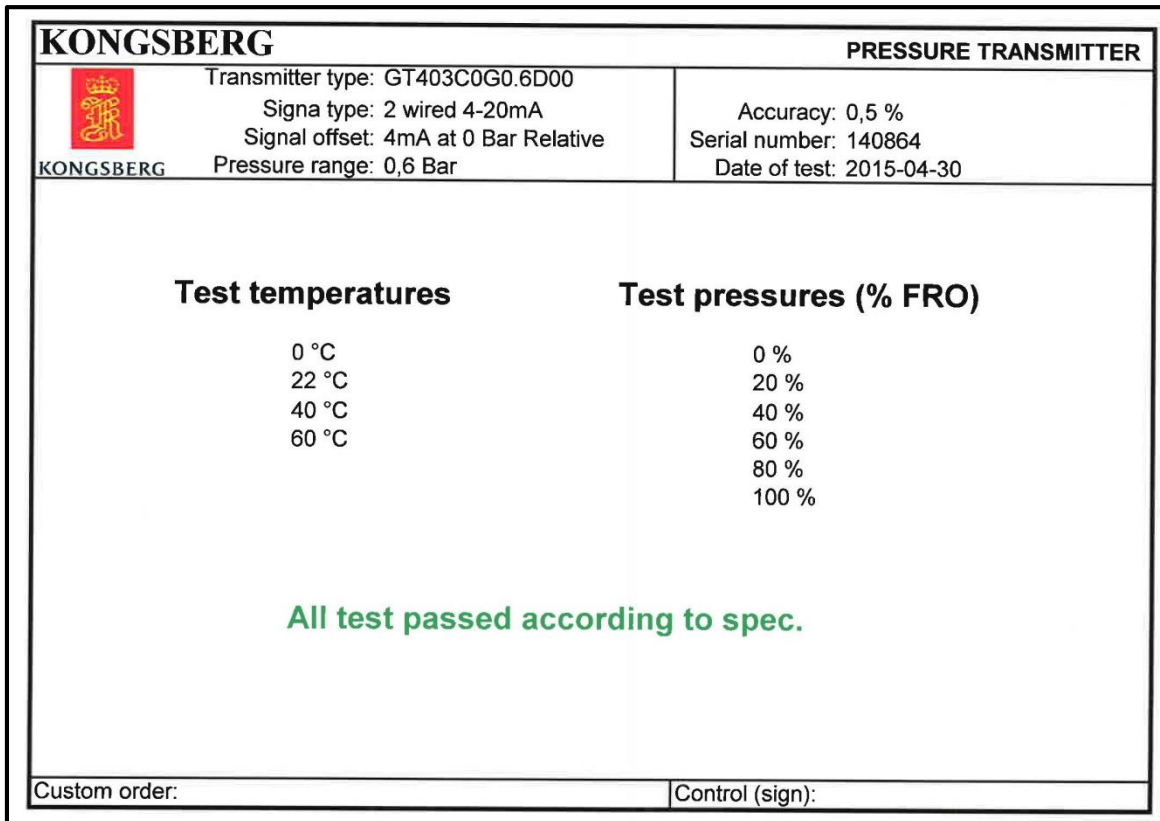 KONGSBERG
PRESSURE TRANSMITTER
KONGSBERG
Transmitter type: GT403C0G0.6D00
Signa type: 2 wired 4-20mA
Signal offset: 4mA at 0 Bar Relative
Pressure range: 0,6 Bar
Accuracy: 0,5 %
Serial number: 140864
Date of test: 2015-04-30
Test temperatures
0 °C
22 °C
40 °C
60 °C
Test pressures (% FRO)
0 %
20 %
40 %
60 %
80 %
100 %
All test passed according to spec.
Custom order:
Control (sign):